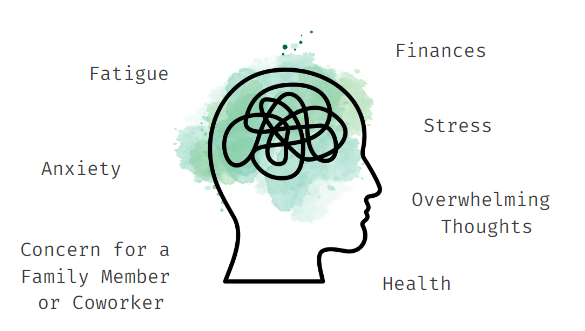 Finances
Fatigue
Stress
Anxiety
Overwhelming
Thoughts
Concern for a
Family Member
or Coworker
Health